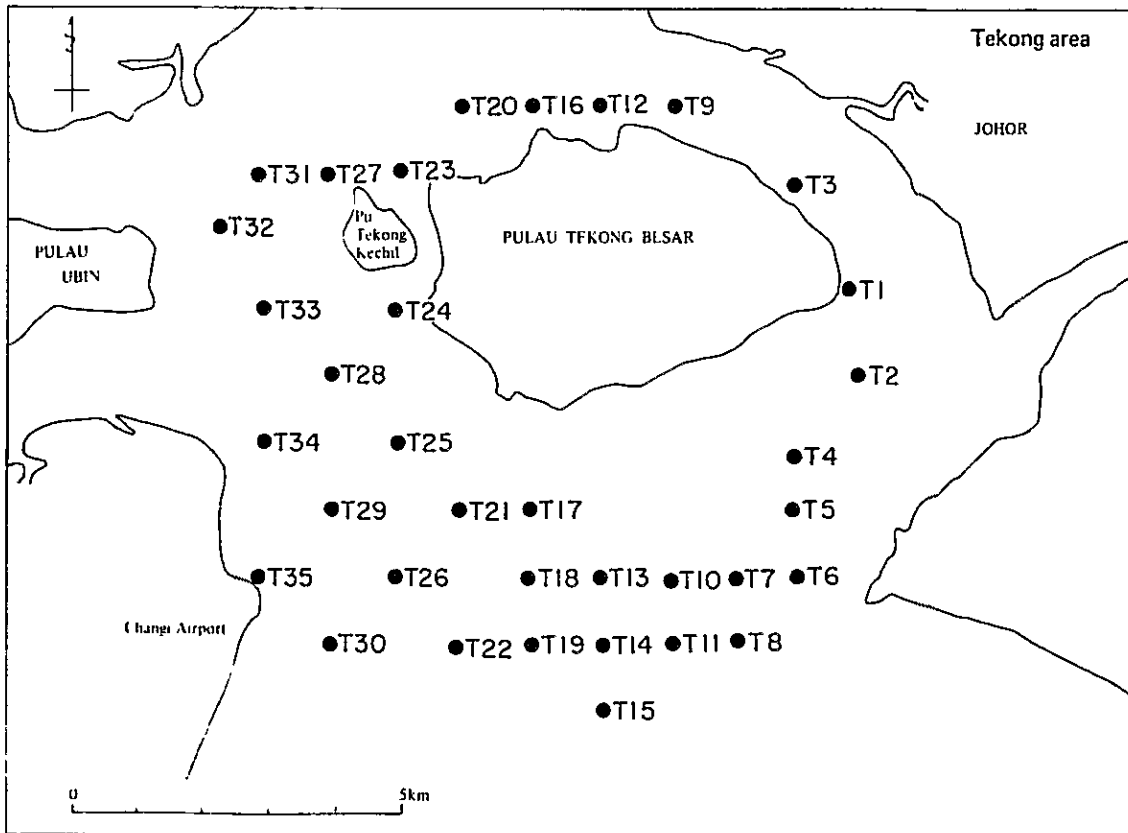 Tekong area
T20
T16
T12
T9
JOHOR
T31
T27
T23
T3
T32
Pu
Tekong
Kechil
PULAU TEKONG BESAR
PULAU
UBIN
T1
T33
T24
T28
T2
T34
T25
T4
T29
T21
T17
T5
T35
T26
T18
T13
T10
T7
T6
Changi Airport
T30
T22
T19
T14
T11
T8
T15
0
5km